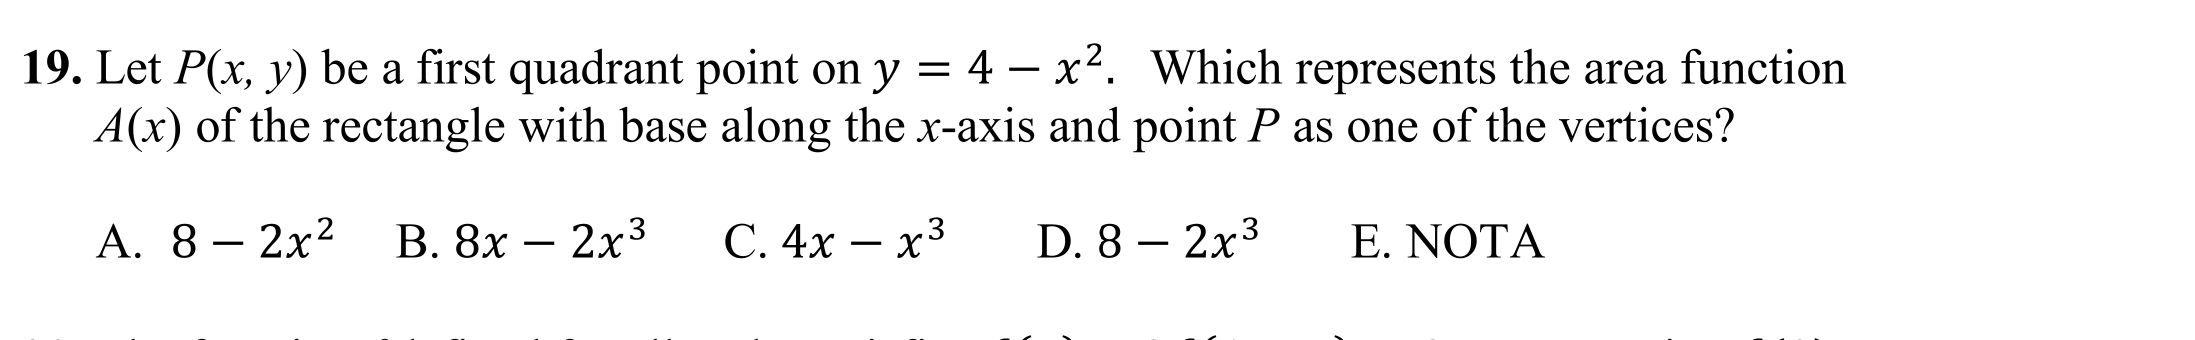 19. Let P(x, y) be a first quadrant point on y = 4 − x². Which represents the area function
A(x) of the rectangle with base along the x-axis and point P as one of the vertices?
A. 8 − 2x² B. 8x − 2x³ C. 4x − x³ D. 8 − 2x³ E. NOTA